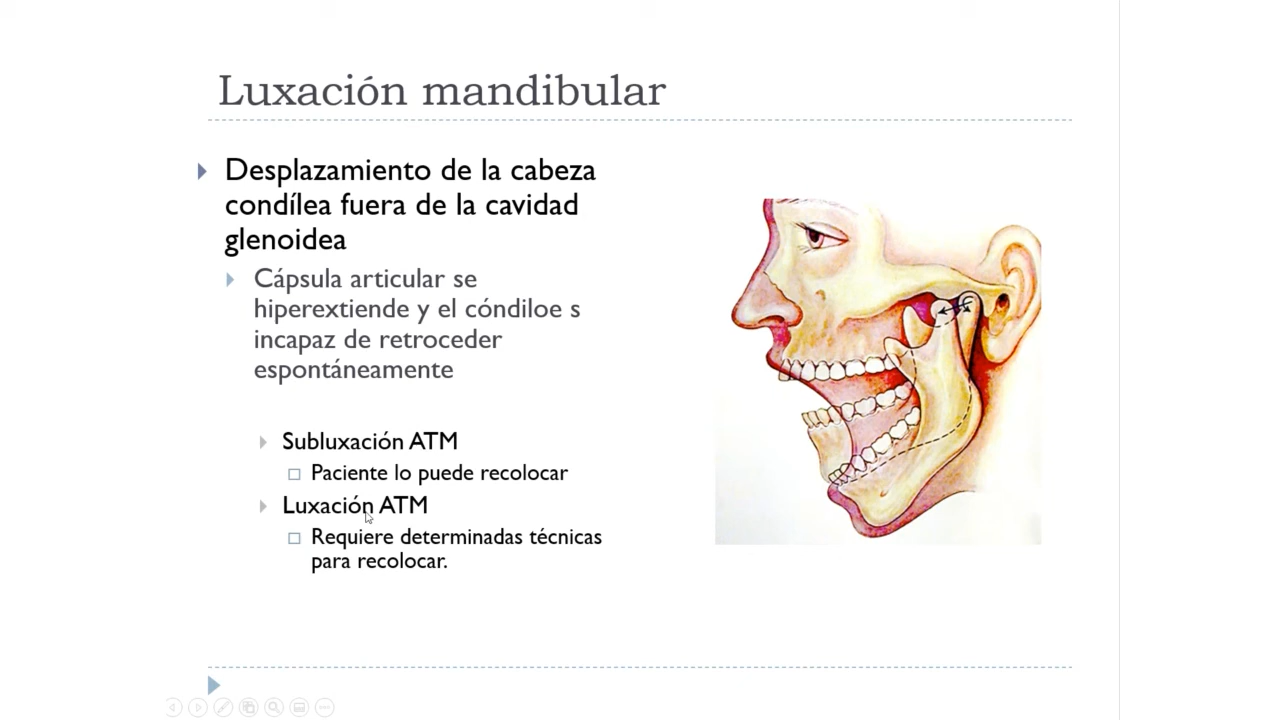 Luxación mandibular
Desplazamiento de la cabeza
condílea fuera de la cavidad
glenoidea
Cápsula articular se
hiperextiende y el cóndiloe s
incapaz de retroceder
espontáneamente
Subluxación ATM
Paciente lo puede recolocar
Luxación ATM
Requiere determinadas técnicas
para recolocar.